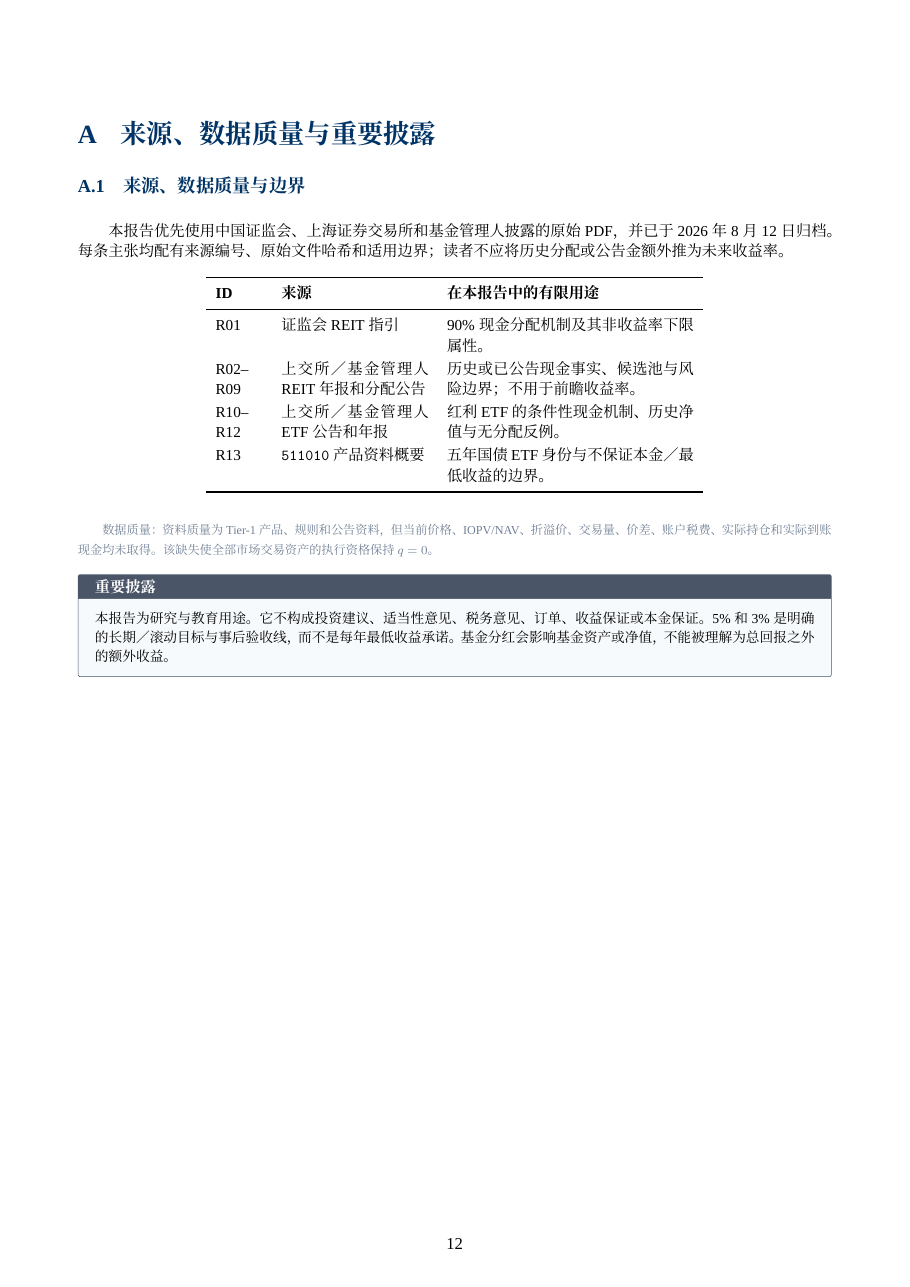 A 来源、数据质量与重要披露
A.1 来源、数据质量与边界
本报告优先使用中国证监会、上海证券交易所和基金管理人披露的原始 PDF，并已于 2026 年 8 月 12 日归档。
每条主张均配有来源编号、原始文件哈希和适用边界；读者不应将历史分配或公告金额外推为未来收益率。
ID 来源 在本报告中的有限用途
R01 证监会 REIT 指引 90% 现金分配机制及其非收益率下限
属性。
R02– 上交所／基金管理人 历史或已公告现金事实、候选池与风
R09 REIT 年报和分配公告 险边界；不用于前瞻收益率。
R10– 上交所／基金管理人 红利 ETF 的条件性现金机制、历史净
R12 ETF 公告和年报 值与无分配反例。
R13 511010 产品资料概要 五年国债 ETF 身份与不保证本金／最
低收益的边界。
数据质量：资料质量为 Tier-1 产品、规则和公告资料，但当前价格、IOPV/NAV、折溢价、交易量、价差、账户税费、实际持仓和实际到账
现金均未取得。该缺失使全部市场交易资产的执行资格保持 q = 0。
重要披露
本报告为研究与教育用途。它不构成投资建议、适当性意见、税务意见、订单、收益保证或本金保证。5% 和 3% 是明确
的长期／滚动目标与事后验收线，而不是每年最低收益承诺。基金分红会影响基金资产或净值，不能被理解为总回报之外
的额外收益。
12